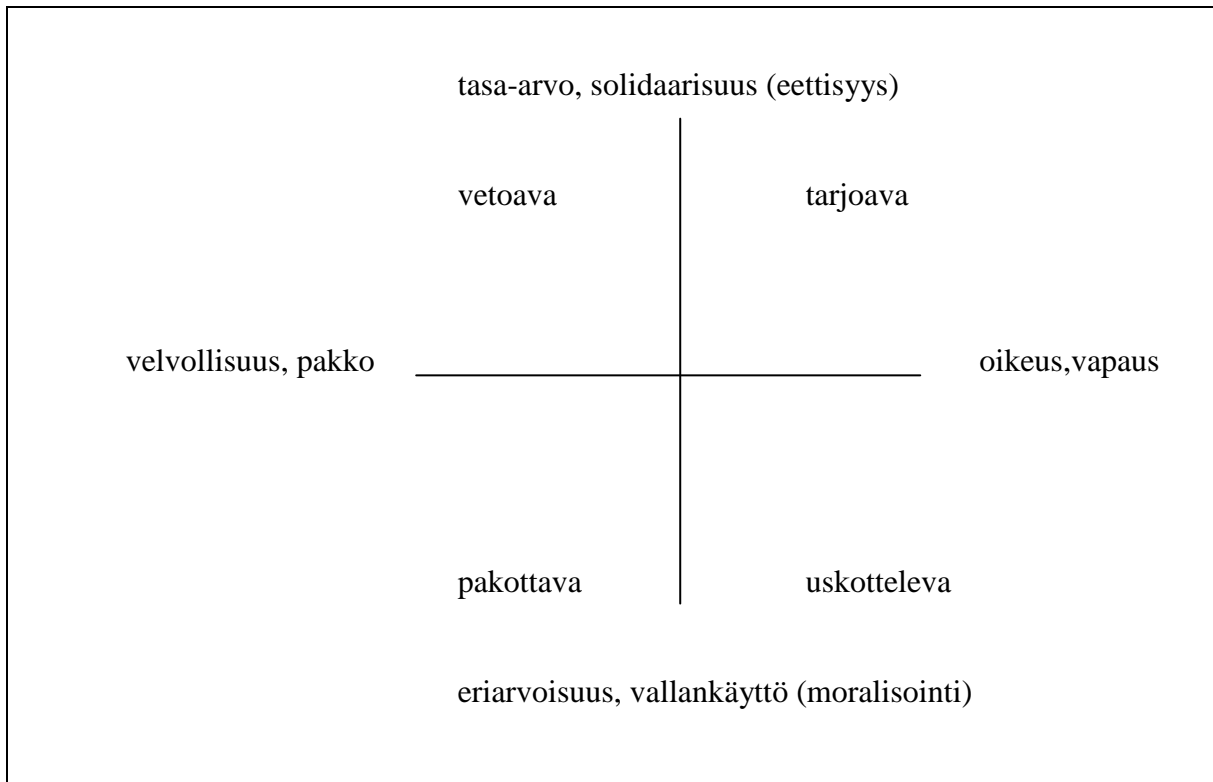 tasa-arvo, solidaarisuus (eettisyys)
vetoava tarjoava
velvollisuus, pakko oikeus,vapaus
pakottava uskotteleva
eriarvoisuus, vallankäyttö (moralisointi)